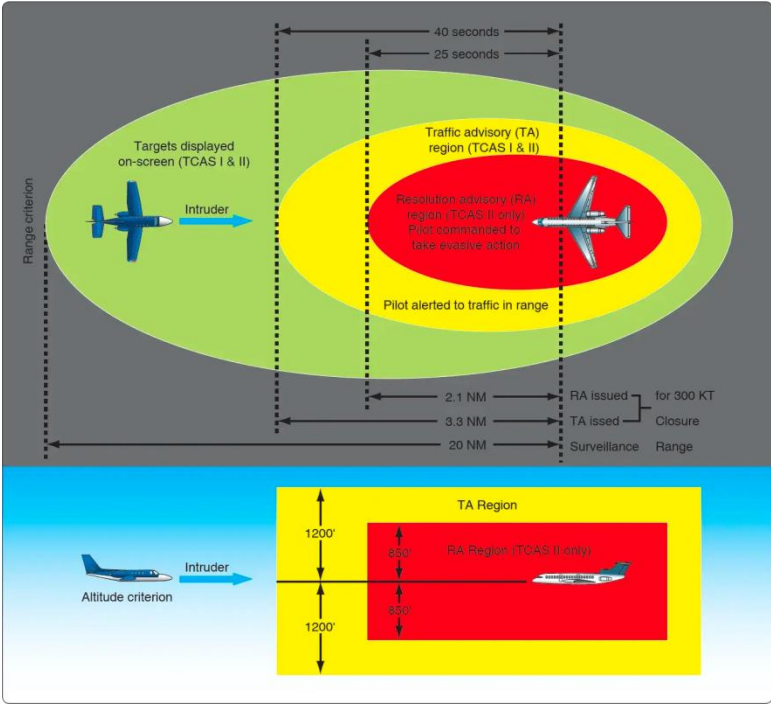 40 seconds
25 seconds
Traffic advisory (TA)
region (TCAS I & II)
Targets displayed
on-screen (TCAS I & II)
Intruder
Resolution advisory (RA)
region (TCAS II only)
Pilot commanded to
take evasive action
Range criterion
Pilot alerted to traffic in range
2.1 NM
RA issued
for 300 KT
3.3 NM
TA issed
Closure
20 NM
Surveillance
Range
TA Region
1200'
850'
RA Region (TCAS II only)
Intruder
Altitude criterion
850'
1200'